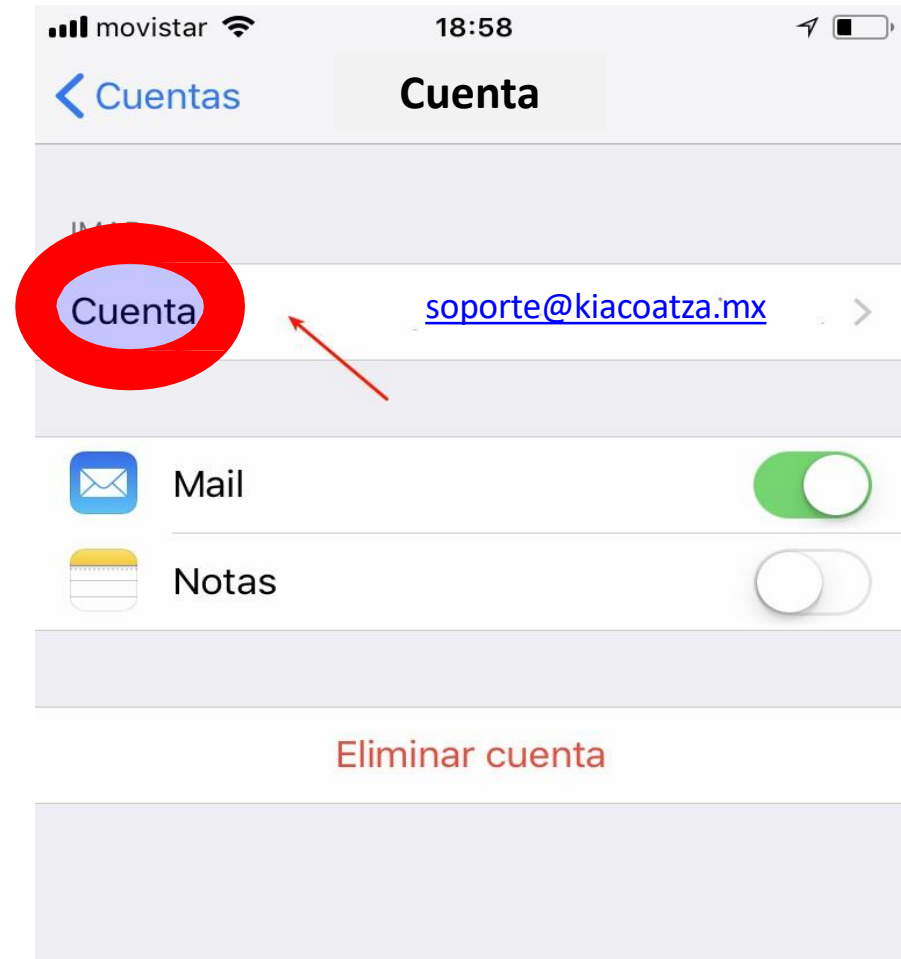 movistar 18:58
Cuentas Cuenta
Cuenta soporte@kiacoatza.mx
Mail
Notas
Eliminar cuenta